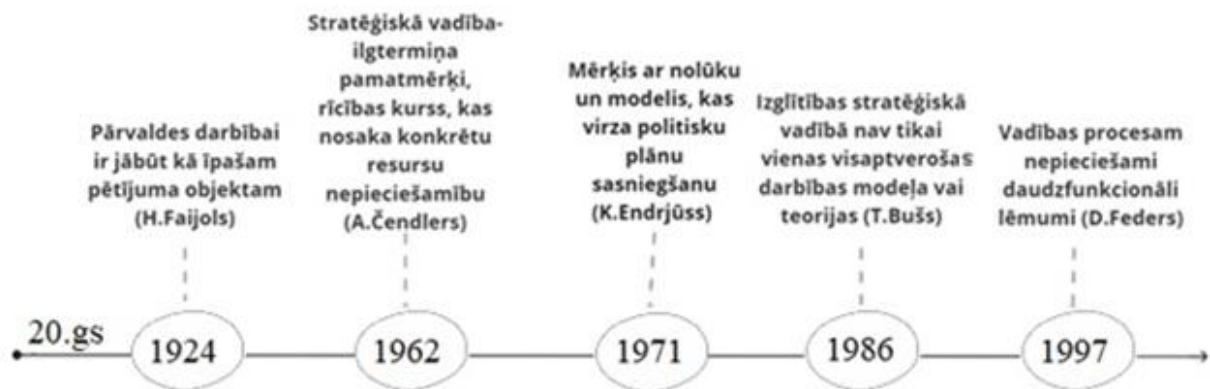 Stratēģiskā vadība-
ilgtermiņa
pamatmērķi,
rīcības kurss, kas
nosaka konkrētu
resursu
nepieciešamību
(A.Čendlers)
Mērķis ar nolūku
un modelis, kas
virza politisku
plānu
sasniegšanu
(K.Endrjūss)
Pārvaldes darbībai
ir jābūt kā īpašam
pētījuma objektam
(H.Faijols)
Izglītības stratēģiskā
vadībā nav tikai
vienas visaptverošas
darbības modeļa vai
teorijas (T.Bušs)
Vadības procesam
nepieciešami
daudzfunkcionāli
lēmumi (D.Feders)
20.gs
1924
1962
1971
1986
1997